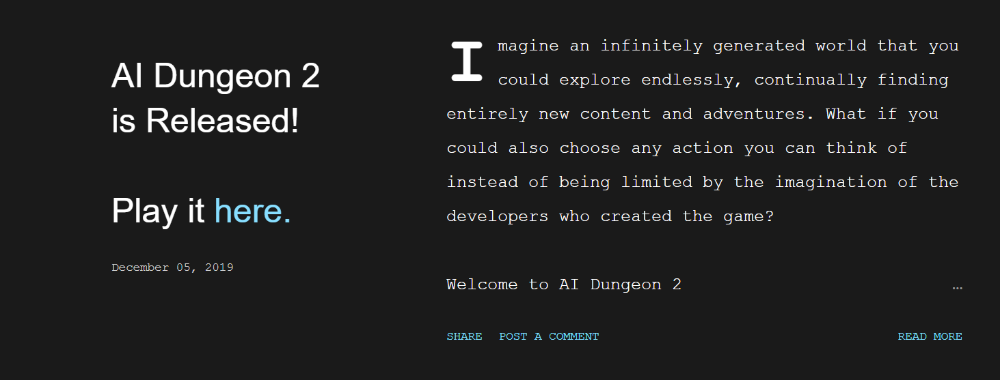 AI Dungeon 2
is Released!
Play it here.
December 05, 2019
Imagine an infinitely generated world that you
could explore endlessly, continually finding
entirely new content and adventures. What if you
could also choose any action you can think of
instead of being limited by the imagination of the
developers who created the game?
Welcome to AI Dungeon 2 …
SHARE POST A COMMENT READ MORE